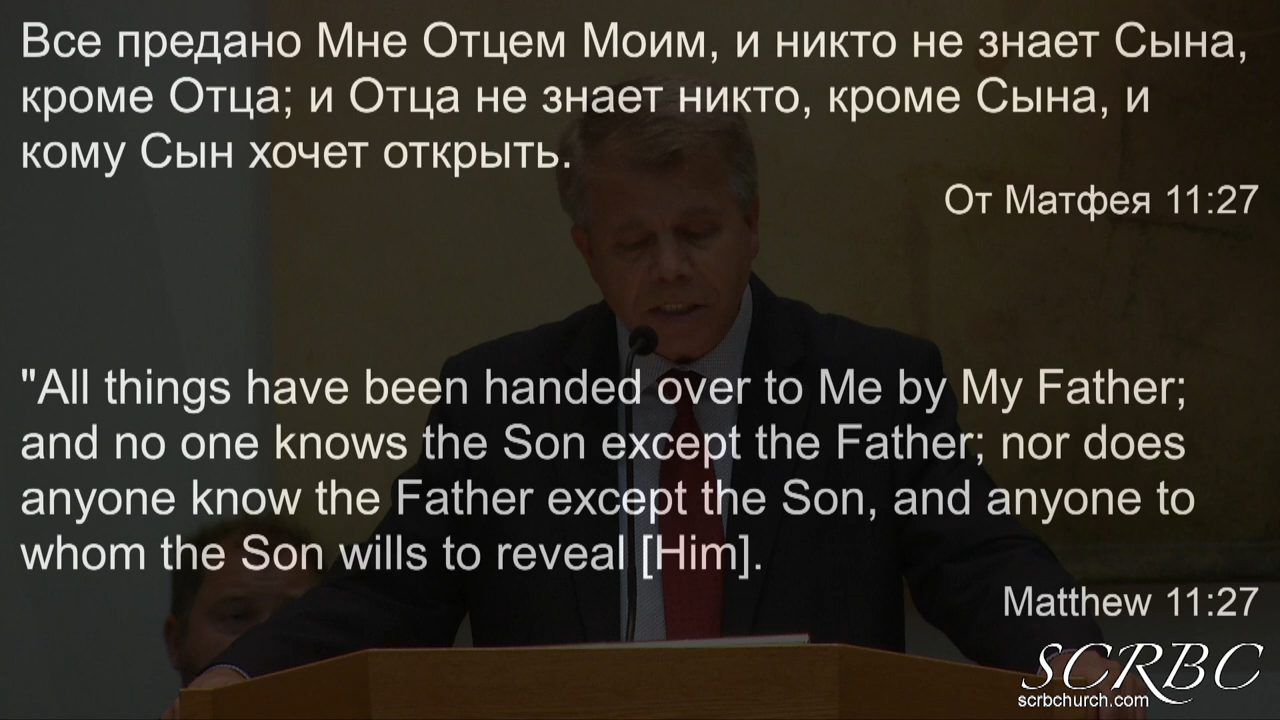 Все предано Мне Отцем Моим, и никто не знает Сына,
кроме Отца; и Отца не знает никто, кроме Сына, и
кому Сын хочет открыть.
От Матфея 11:27
"All things have been handed over to Me by My Father;
and no one knows the Son except the Father; nor does
anyone know the Father except the Son, and anyone to
whom the Son wills to reveal [Him].
Matthew 11:27
SCRBC
scrbchurch.com